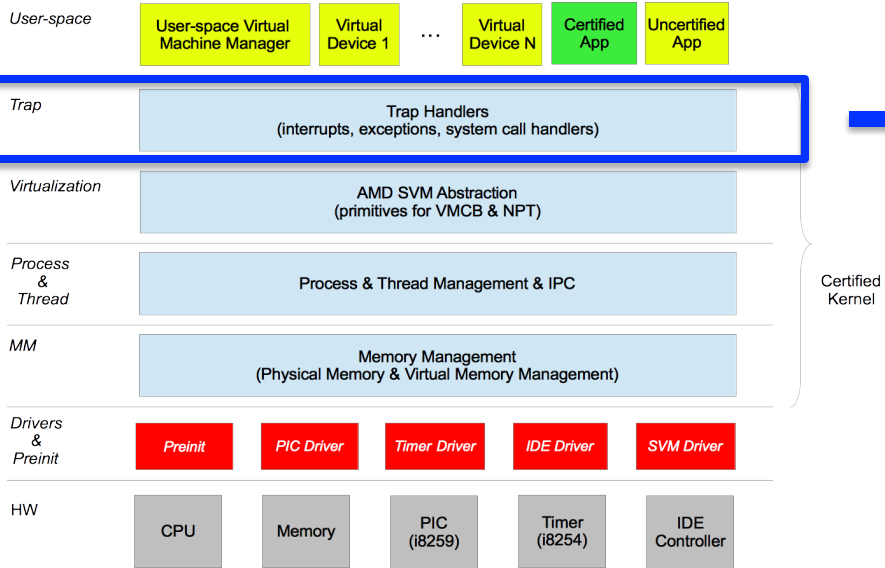 User-space
User-space Virtual
Machine Manager
Virtual
Device 1
...
Virtual
Device N
Certified
App
Uncertified
App
Trap
Trap Handlers
(interrupts, exceptions, system call handlers)
Virtualization
AMD SVM Abstraction
(primitives for VMCB & NPT)
Process
&
Thread
Process & Thread Management & IPC
Certified
Kernel
MM
Memory Management
(Physical Memory & Virtual Memory Management)
Drivers
&
Preinit
Preinit
PIC Driver
Timer Driver
IDE Driver
SVM Driver
HW
CPU
Memory
PIC
(i8259)
Timer
(i8254)
IDE
Controller